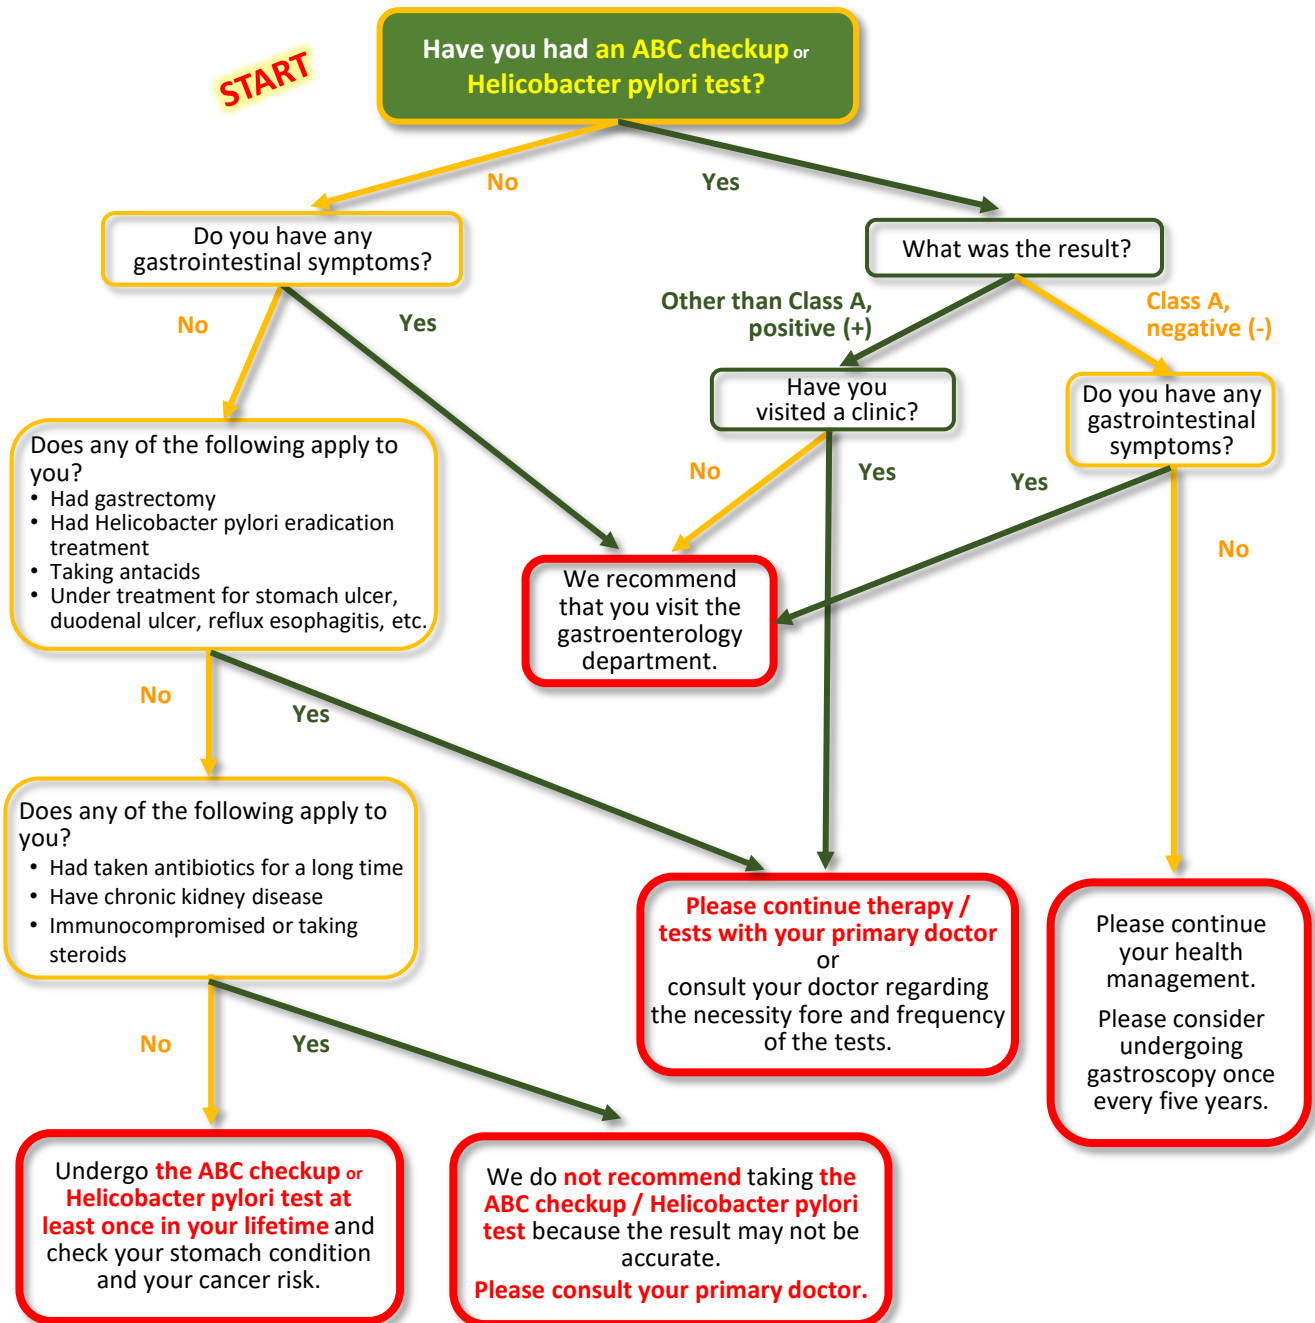 START
Have you had an ABC checkup or
Helicobacter pylori test?
No
Yes
Do you have any
gastrointestinal symptoms?
What was the result?
No
Yes
Other than Class A,
positive (+)
Class A,
negative (-)
Have you
visited a clinic?
Do you have any
gastrointestinal
symptoms?
Does any of the following apply to
you?
• Had gastrectomy
• Had Helicobacter pylori eradication
treatment
• Taking antacids
• Under treatment for stomach ulcer,
duodenal ulcer, reflux esophagitis, etc.
No
Yes
Yes
No
We recommend
that you visit the
gastroenterology
department.
No
Yes
Does any of the following apply to
you?
• Had taken antibiotics for a long time
• Have chronic kidney disease
• Immunocompromised or taking
steroids
Please continue therapy /
tests with your primary doctor
or
consult your doctor regarding
the necessity fore and frequency
of the tests.
Please continue
your health
management.
Please consider
undergoing
gastroscopy once
every five years.
No
Yes
Undergo the ABC checkup or
Helicobacter pylori test at
least once in your lifetime and
check your stomach condition
and your cancer risk.
We do not recommend taking the
ABC checkup / Helicobacter pylori
test because the result may not be
accurate.
Please consult your primary doctor.